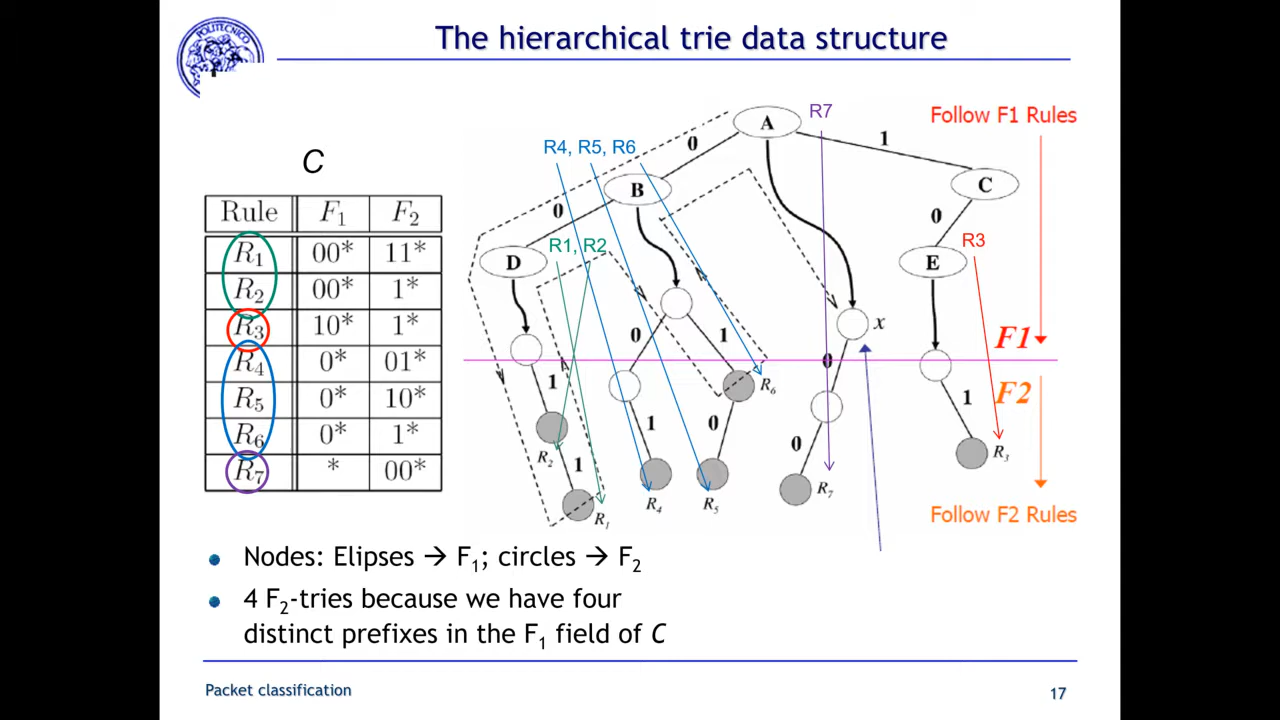 POLITECNICO
The hierarchical trie data structure
C
Rule F1 F2
R1 00* 11*
R2 00* 1*
R3 10* 1*
R4 0* 01*
R5 0* 10*
R6 0* 1*
R7 * 00*
R7
A
Follow F1 Rules
R4, R5, R6
0
1
B
C
0
0
R1, R2
R3
D
E
x
0
1
0
F1
F2
1
R6
1
0
1
R2
1
0
R3
R4
R5
R7
R1
Follow F2 Rules
Nodes: Elipses → F1; circles → F2
4 F2-tries because we have four
distinct prefixes in the F1 field of C
Packet classification
17